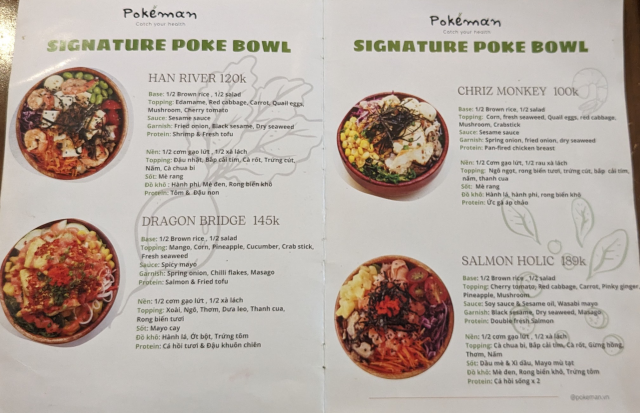 Pokéman
Catch your health
SIGNATURE POKE BOWL
HAN RIVER 120k
Base: 1/2 Brown rice , 1/2 salad
Topping: Edamame, Red cabbage, Carrot, Quail eggs,
Mushroom, Cherry tomato
Sauce: Sesame sauce
Garnish: Fried onion, Black sesame, Dry seaweed
Protein: Shrimp & Fresh tofu
Nền: 1/2 cơm gạo lứt , 1/2 xà lách
Topping: Đậu nhật, Bắp cải tím, Cà rốt, Trứng cút,
Nấm, Cà chua bi
Sốt: Mè rang
Đồ khô: Hành phi, Mè đen, Rong biển khô
Protein: Tôm & Đậu non
DRAGON BRIDGE 145k
Base: 1/2 Brown rice , 1/2 salad
Topping: Mango, Corn, Pineapple, Cucumber, Crab stick,
Fresh seaweed
Sauce: Spicy mayo
Garnish: Spring onion, Chilli flakes, Masago
Protein: Salmon & Fried tofu
Nền: 1/2 cơm gạo lứt , 1/2 xà lách
Topping: Xoài, Ngô, Thơm, Dưa leo, Thanh cua,
Rong biển tươi
Sốt: Mayo cay
Đồ khô: Hành lá, Ớt bột, Trứng tôm
Protein: Cá hồi tươi & Đậu khuôn chiên
Pokéman
Catch your health
SIGNATURE POKE BOWL
CHRIZ MONKEY 100k
Base: 1/2 Brown rice, 1/2 salad
Topping: Corn, fresh seaweed, Quail eggs, red cabbage,
Mushroom, Crabstick
Sauce: Sesame sauce
Garnish: Spring onion, fried onion, dry seaweed
Protein: Pan-fired chicken breast
Nền: 1/2 cơm gạo lứt, 1/2 rau xà lách
Topping: Ngô ngọt, rong biển tươi, trứng cút, bắp cải tím,
nấm, thanh cua
Sốt: Mè rang
Đồ khô: Hành lá, hành phi, rong biển khô
Protein: Ức gà áp chảo
SALMON HOLIC 189k
Base: 1/2 Brown rice , 1/2 salad
Topping: Cherry tomato, Red cabbage, Carrot, Pinky ginger,
Pineapple, Mushroom
Sauce: Soy sauce & Sesame oil, Wasabi mayo
Garnish: Black sesame, Dry seaweed, Masago
Protein: Double fresh Salmon
Nền: 1/2 cơm gạo lứt , 1/2 xà lách
Topping: Cà chua bi, Bắp cải tím, Cà rốt, Gừng hồng,
Thơm, Nấm
Sốt: Dầu mè & Xì dầu, Mayo mù tạt
Đồ khô: Mè đen, Rong biển khô, Trứng tôm
Protein: Cá hồi sống x 2
@pokeman.vn